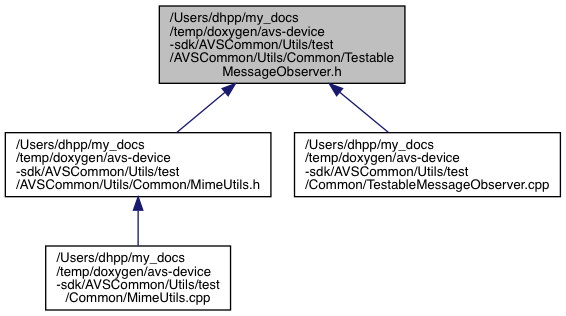 /Users/dhpp/my_docs
/temp/doxygen/avs-device
-sdk/AVSCommon/Utils/test
/AVSCommon/Utils/Common/Testable
MessageObserver.h
/Users/dhpp/my_docs
/temp/doxygen/avs-device
-sdk/AVSCommon/Utils/test
/AVSCommon/Utils/Common/MimeUtils.h
/Users/dhpp/my_docs
/temp/doxygen/avs-device
-sdk/AVSCommon/Utils/test
/Common/TestableMessageObserver.cpp
/Users/dhpp/my_docs
/temp/doxygen/avs-device
-sdk/AVSCommon/Utils/test
/Common/MimeUtils.cpp